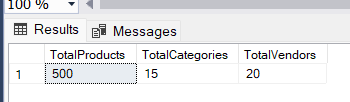 100 %
Results Messages
TotalProducts TotalCategories TotalVendors
1 500 15 20